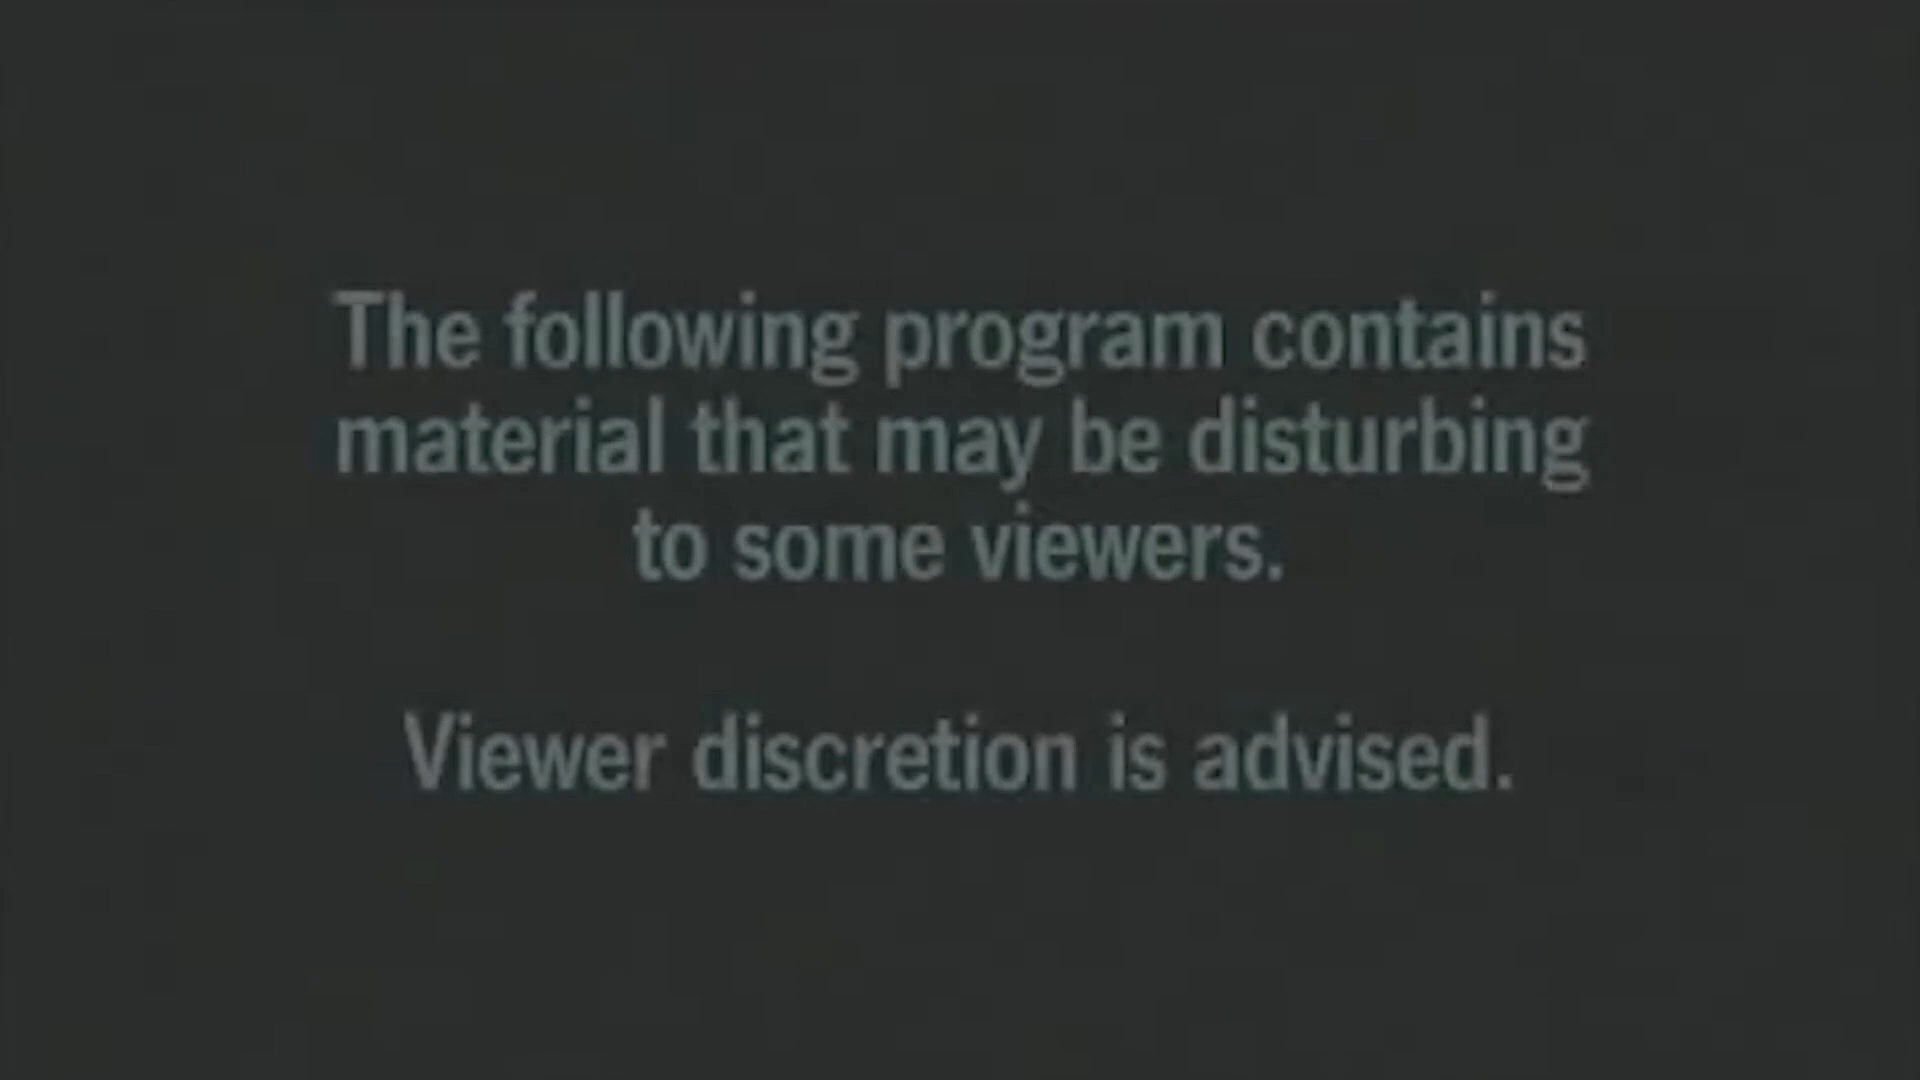 The following program contains
material that may be disturbing
to some viewers.
Viewer discretion is advised.